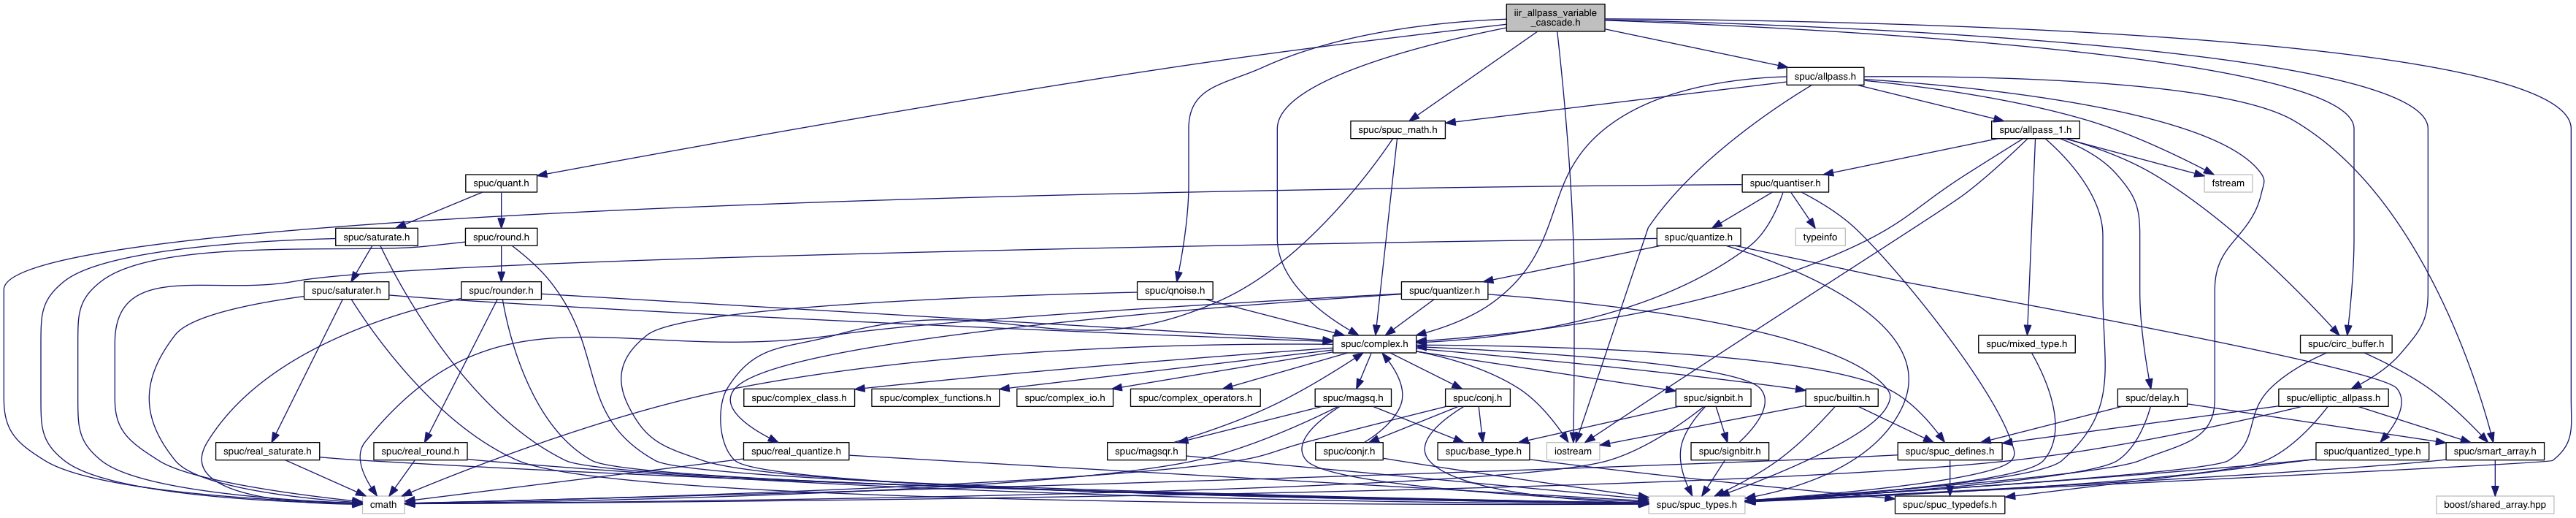 iir_allpass_variable
_cascade.h
spuc/allpass.h
spuc/spuc_math.h
spuc/allpass_1.h
spuc/quant.h
spuc/quantiser.h
fstream
spuc/saturate.h
spuc/round.h
spuc/quantize.h
typeinfo
spuc/saturater.h
spuc/rounder.h
spuc/qnoise.h
spuc/quantizer.h
spuc/complex.h
spuc/mixed_type.h
spuc/circ_buffer.h
spuc/complex_class.h
spuc/complex_functions.h
spuc/complex_io.h
spuc/complex_operators.h
spuc/magsq.h
spuc/conj.h
spuc/signbit.h
spuc/builtin.h
spuc/delay.h
spuc/elliptic_allpass.h
spuc/real_saturate.h
spuc/real_round.h
spuc/real_quantize.h
spuc/magsqr.h
spuc/conjr.h
spuc/base_type.h
iostream
spuc/signbitr.h
spuc/spuc_defines.h
spuc/quantized_type.h
spuc/smart_array.h
cmath
spuc/spuc_types.h
spuc/spuc_typedefs.h
boost/shared_array.hpp